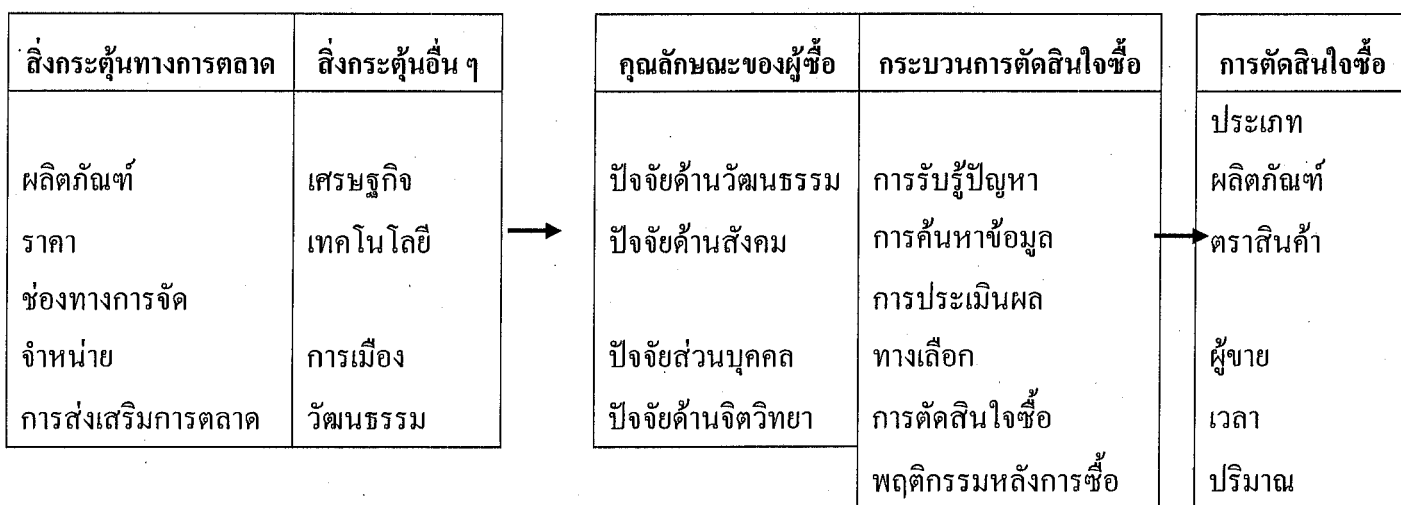 สิ่งกระตุ้นทางการตลาด สิ่งกระตุ้นอื่น ๆ คุณลักษณะของผู้ซื้อ กระบวนการตัดสินใจซื้อ การตัดสินใจซื้อ
ประเภท
ผลิตภัณฑ์ เศรษฐกิจ ปัจจัยด้านวัฒนธรรม การรับรู้ปัญหา ผลิตภัณฑ์
ราคา เทคโนโลยี ปัจจัยด้านสังคม การค้นหาข้อมูล ตราสินค้า
ช่องทางการจัด การประเมินผล
จำหน่าย การเมือง ปัจจัยส่วนบุคคล ทางเลือก ผู้ขาย
การส่งเสริมการตลาด วัฒนธรรม ปัจจัยด้านจิตวิทยา การตัดสินใจซื้อ เวลา
พฤติกรรมหลังการซื้อ ปริมาณ